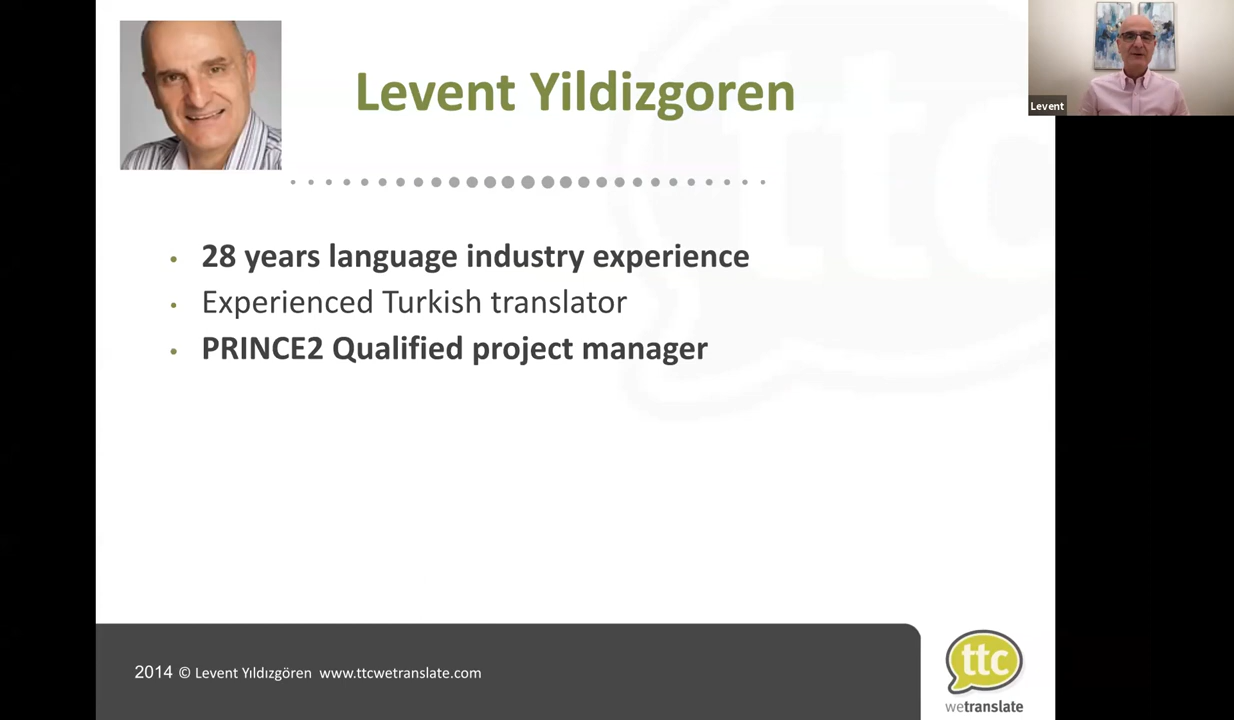 Levent Yildizgoren
Levent
• 28 years language industry experience
• Experienced Turkish translator
• PRINCE2 Qualified project manager
2014 © Levent Yıldızgören www.ttcwetranslate.com
ttc
wetranslate
ttc